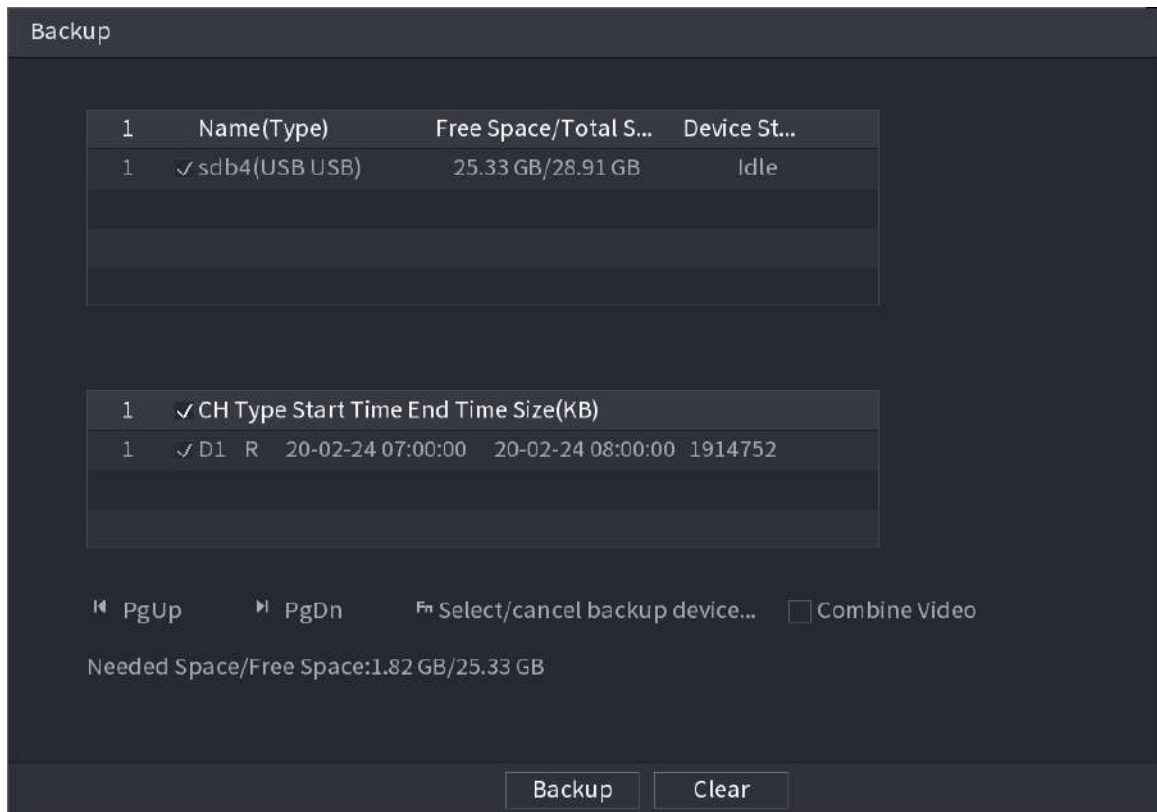 Backup
1 Name(Type) Free Space/Total S... Device St...
1 sdb4(USB USB) 25.33 GB/28.91 GB Idle
1 CH Type Start Time End Time Size(KB)
1 D1 R 20-02-24 07:00:00 20-02-24 08:00:00 1914752
PgUp PgDn Fn Select/cancel backup device... Combine Video
Needed Space/Free Space:1.82 GB/25.33 GB
Backup Clear